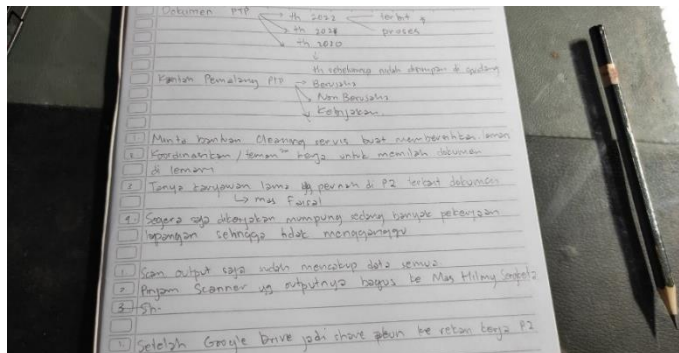 Dokumen PTP th 2022 terbit
th 2021 proses
th 2020
th sebelumnya sudah disimpan di gudang
Kantah Pemalang PTP Berusaha
Non Berusaha
Kebijakan
1 Minta bantuan Cleaning servis buat membersihkan lemari
2 Koordinasikan / teman kerja untuk memilah dokumen
di lemari
3 Tanya karyawan lama yg pernah di P2 terkait dokumen
mas Faisal
4. Segera saja dikerjakan mumpung sedang banyak pekerjaan
lapangan sehingga tidak mengganggu
1 Scan output saja sudah mencakup data semua
2 Pinjam Scanner yg outputnya bagus ke Mas Hilmy Sengketa
3 Sh.
1 Setelah Google Drive jadi share akun ke rekan kerja P2